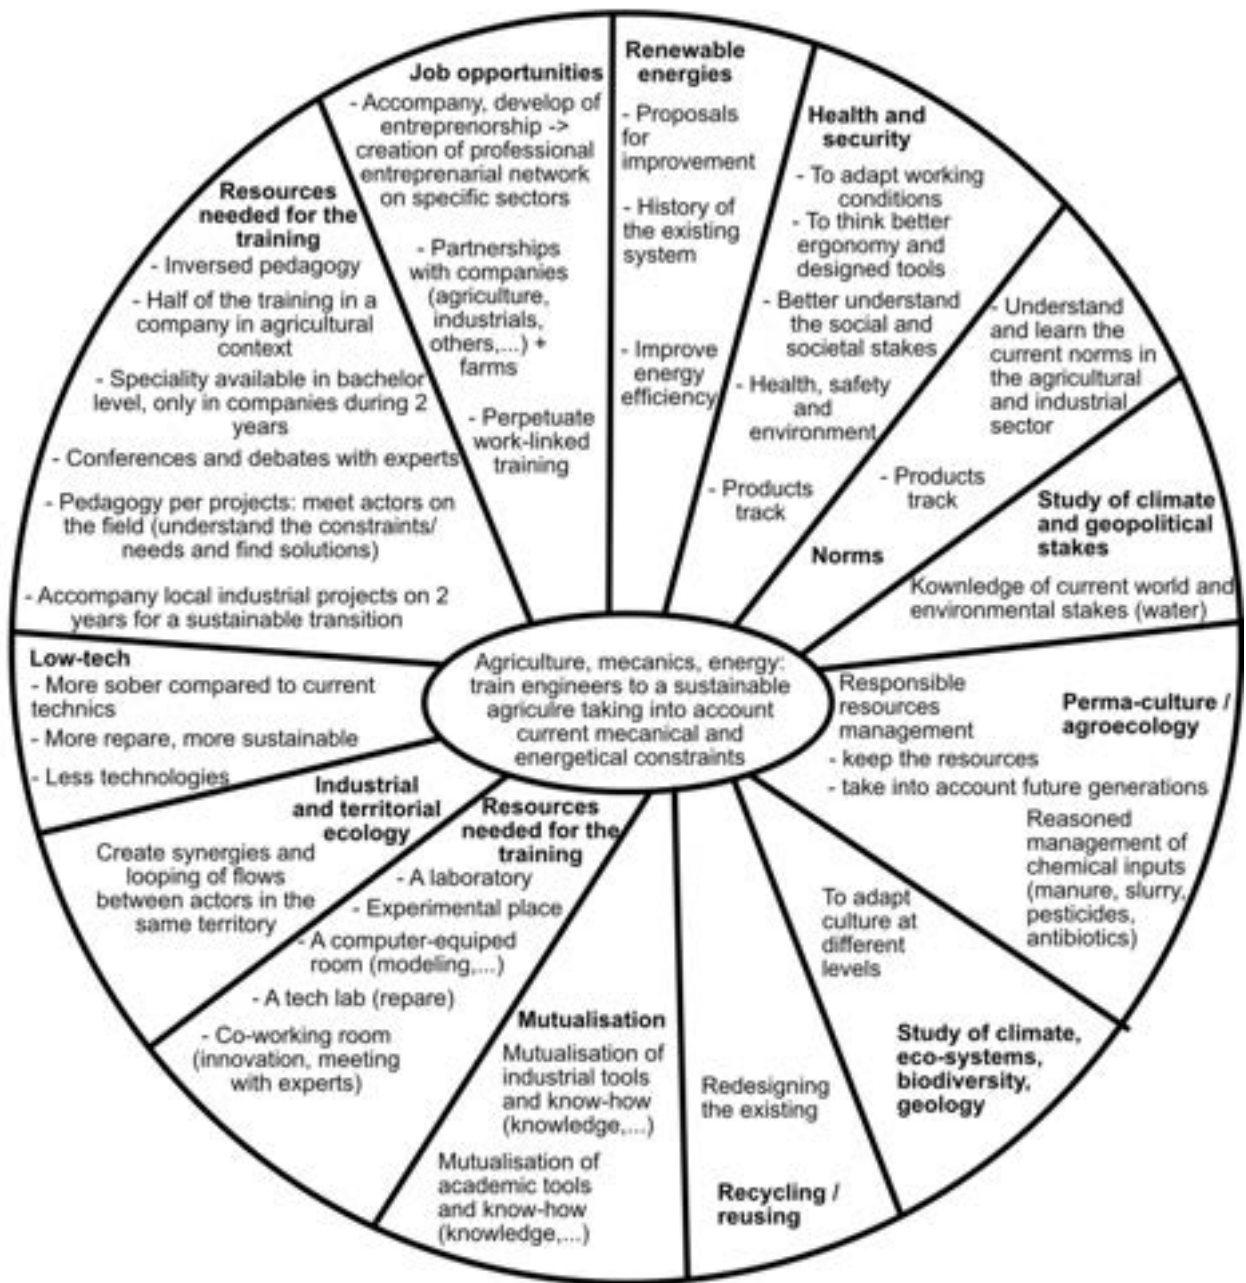 Job opportunities
- Accompany, develop of
entreprenorship ->
creation of professional
entreprenarial network
on specific sectors
- Partnerships
with companies
(agriculture,
industrials,
others,...) +
farms
- Perpetuate
work-linked
training
Renewable
energies
- Proposals
for
improvement
- History of
the existing
system
- Improve
energy
efficiency
Health and
security
- To adapt working
conditions
- To think better
ergonomy and
designed tools
- Better understand
the social and
societal stakes
- Health, safety
and
environment
- Products
track
- Understand
and learn the
current norms in
the agricultural
and industrial
sector
- Products
track
Norms
Study of climate
and geopolitical
stakes
Kownledge of current world and
environmental stakes (water)
Responsible
resources
management
- keep the resources
- take into account future generations
Perma-culture /
agroecology
Reasoned
management of
chemical inputs
(manure, slurry,
pesticides,
antibiotics)
To adapt
culture at
different
levels
Study of climate,
eco-systems,
biodiversity,
geology
Redesigning
the existing
Recycling /
reusing
Mutualisation
Mutualisation of
industrial tools
and know-how
(knowledge,...)
Mutualisation of
academic tools
and know-how
(knowledge,...)
Resources
needed for the
training
- A laboratory
- Experimental place
- A computer-equiped
room (modeling,...)
- A tech lab (repare)
- Co-working room
(innovation, meeting
with experts)
Industrial
and territorial
ecology
Create synergies and
looping of flows
between actors in the
same territory
Low-tech
- More sober compared to current
technics
- More repare, more sustainable
- Less technologies
Resources
needed for the
training
- Inversed pedagogy
- Half of the training in a
company in agricultural
context
- Speciality available in bachelor
level, only in companies during 2
years
- Conferences and debates with experts
- Pedagogy per projects: meet actors on
the field (understand the constraints/
needs and find solutions)
- Accompany local industrial projects on 2
years for a sustainable transition
Agriculture, mecanics, energy:
train engineers to a sustainable
agriculre taking into account
current mecanical and
energetical constraints